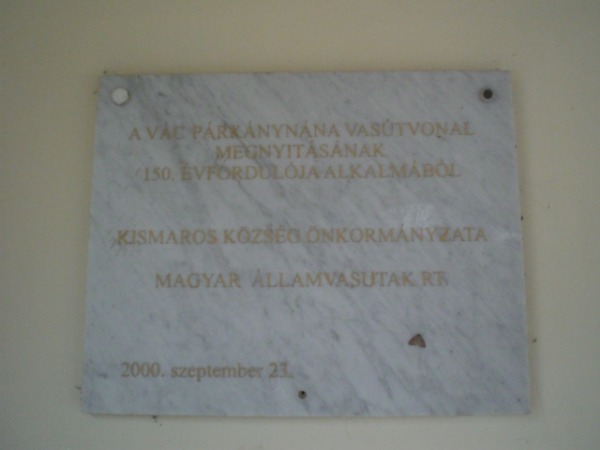 A VÁC PÁRKÁNYNÁNA VASÚTVONAL
MEGNYITÁSÁNAK
150. ÉVFORDULÓJA ALKALMÁBÓL
KISMAROS KÖZSÉG ÖNKORMÁNYZATA
MAGYAR ÁLLAMVASUTAK RT.
2000. szeptember 23.